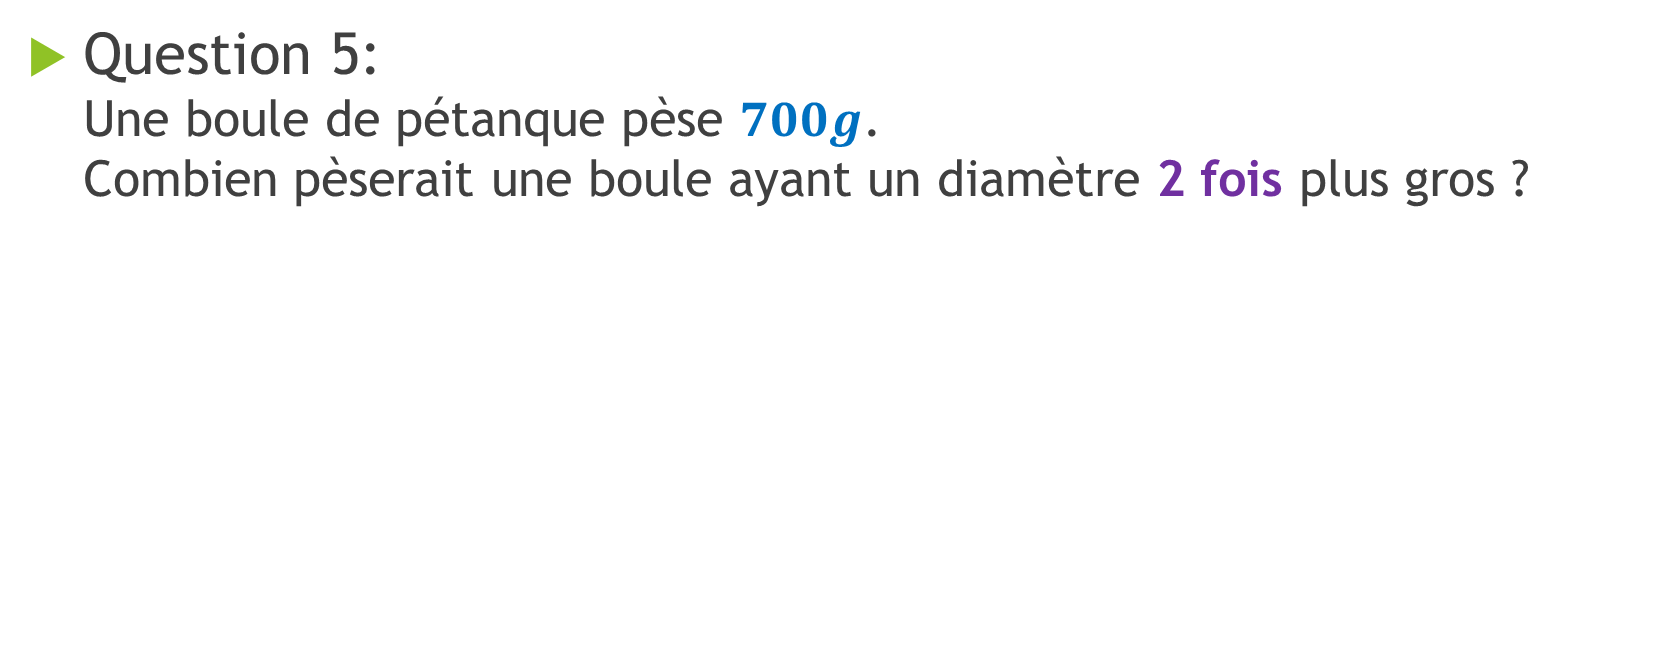 Question 5:
Une boule de pétanque pèse 700g.
Combien pèserait une boule ayant un diamètre 2 fois plus gros ?